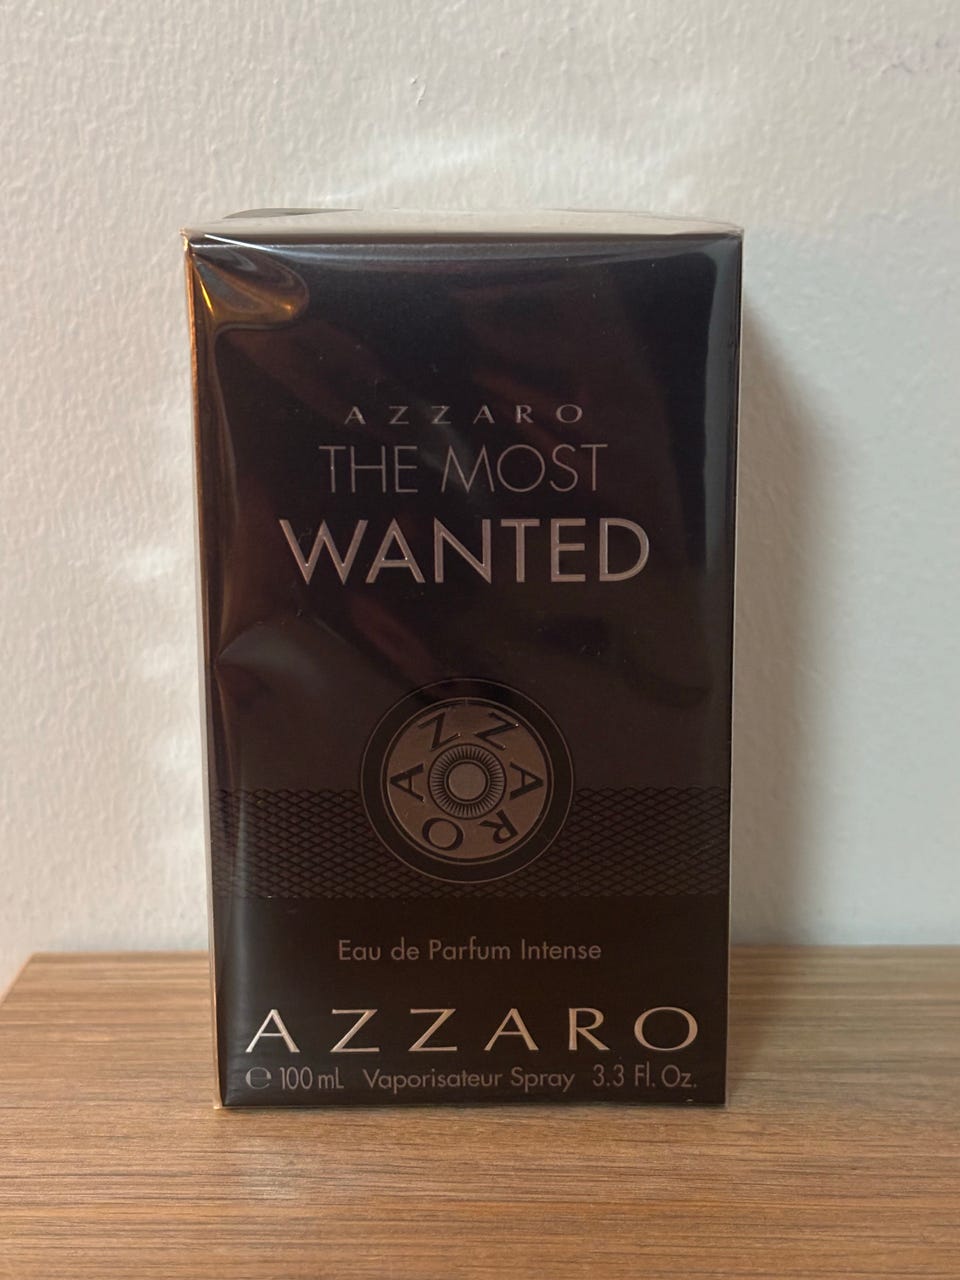 AZZARO
THE MOST
WANTED
AZZARO
Eau de Parfum Intense
AZZARO
℮ 100 mL Vaporisateur Spray 3.3 Fl. Oz.